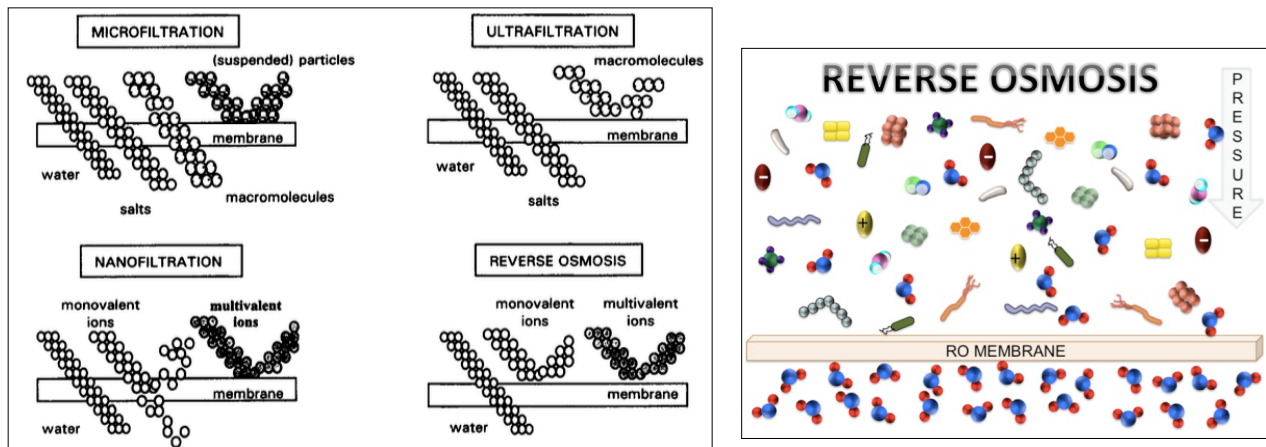 MICROFILTRATION
(suspended) particles
membrane
water
salts
macromolecules
ULTRAFILTRATION
macromolecules
membrane
water
salts
NANOFILTRATION
monovalent
ions
multivalent
ions
membrane
water
REVERSE OSMOSIS
monovalent
ions
multivalent
ions
membrane
water
REVERSE OSMOSIS
PRESSURE
-
-
+
+
-
RO MEMBRANE